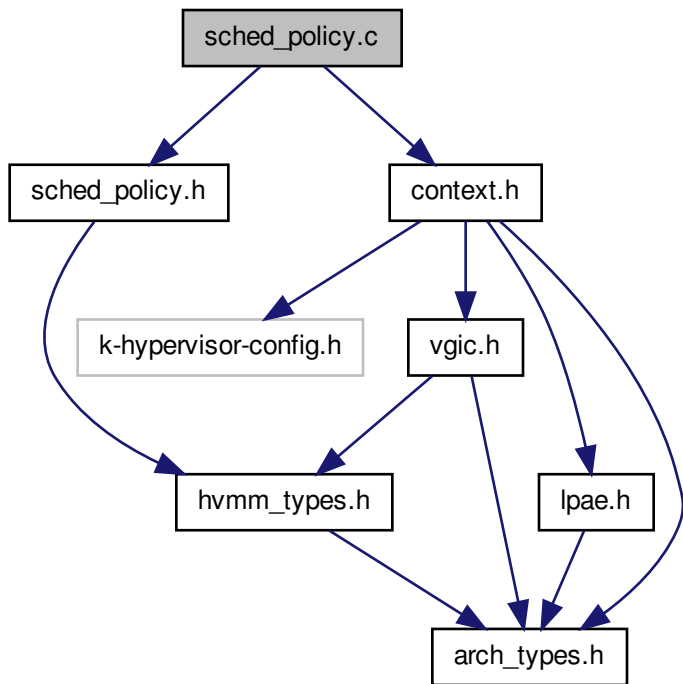 sched_policy.c
sched_policy.h
context.h
k-hypervisor-config.h
vgic.h
hvmm_types.h
lpae.h
arch_types.h